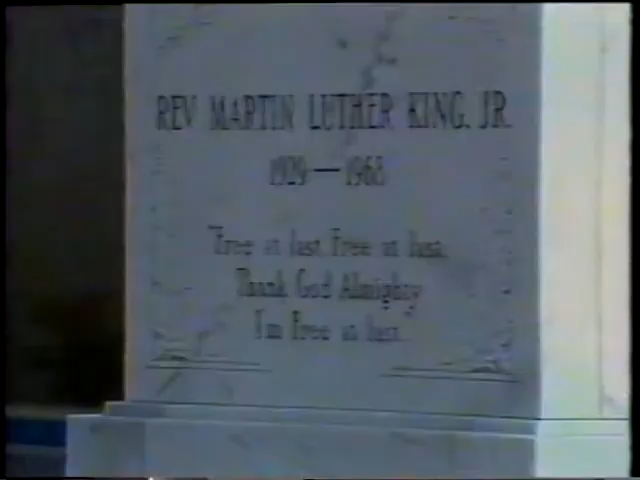 REV MARTIN LUTHER KING, JR.
1929—1968
"Free at last, Free at last,
Thank God Almighty
I'm Free at last."